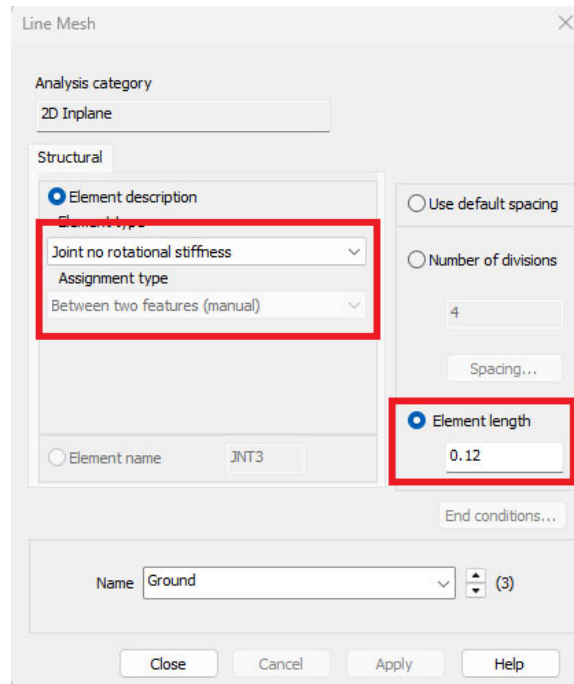 Line Mesh
Analysis category
2D Inplane
Structural
Element description
Element type
Joint no rotational stiffness
Assignment type
Between two features (manual)
Element name JNT3
Use default spacing
Number of divisions
4
Spacing...
Element length
0.12
End conditions...
Name Ground (3)
Close Cancel Apply Help